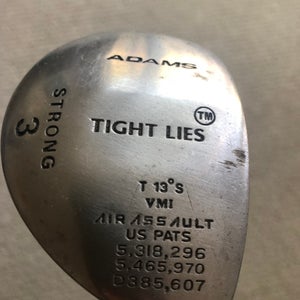 ADAMS
STRONG 3
TIGHT LIES TM
T 13°S
VMI
AIR ASSAULT
US PATS
5,318,296
5,465,970
D385,607